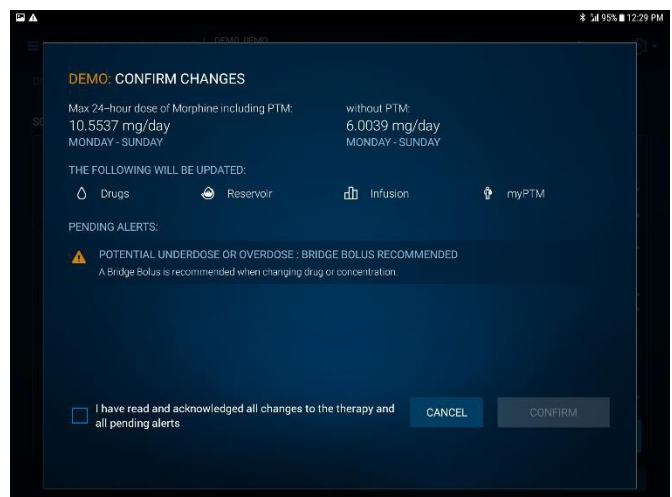 95% 12:29 PM
DEMO: CONFIRM CHANGES
Max 24-hour dose of Morphine including PTM:
10.5537 mg/day
MONDAY - SUNDAY
without PTM:
6.0039 mg/day
MONDAY - SUNDAY
THE FOLLOWING WILL BE UPDATED:
Drugs Reservoir Infusion myPTM
PENDING ALERTS:
POTENTIAL UNDERDOSE OR OVERDOSE : BRIDGE BOLUS RECOMMENDED
A Bridge Bolus is recommended when changing drug or concentration.
I have read and acknowledged all changes to the therapy and
all pending alerts
CANCEL CONFIRM